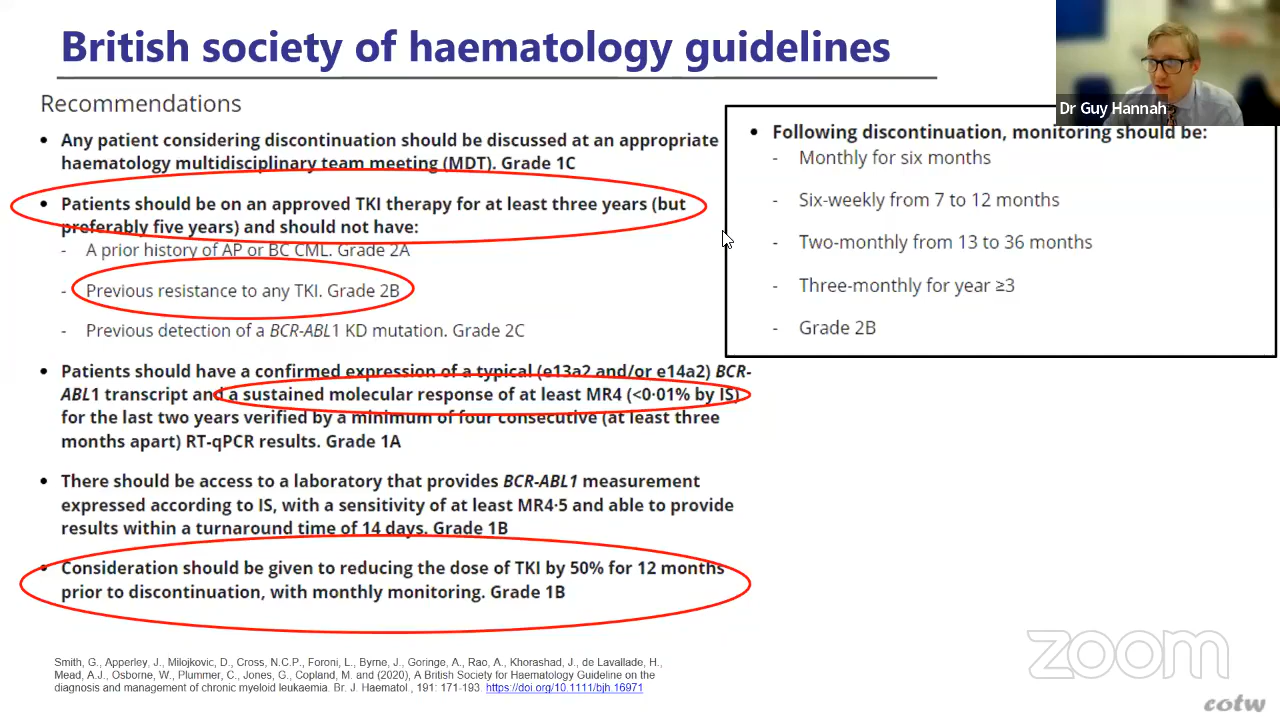 British society of haematology guidelines
Recommendations
• Any patient considering discontinuation should be discussed at an appropriate
haematology multidisciplinary team meeting (MDT). Grade 1C
• Patients should be on an approved TKI therapy for at least three years (but
preferably five years) and should not have:
- A prior history of AP or BC CML. Grade 2A
- Previous resistance to any TKI. Grade 2B
- Previous detection of a BCR-ABL1 KD mutation. Grade 2C
• Patients should have a confirmed expression of a typical (e13a2 and/or e14a2) BCR-
ABL1 transcript and a sustained molecular response of at least MR4 (<0·01% by IS)
for the last two years verified by a minimum of four consecutive (at least three
months apart) RT-qPCR results. Grade 1A
• There should be access to a laboratory that provides BCR-ABL1 measurement
expressed according to IS, with a sensitivity of at least MR4·5 and able to provide
results within a turnaround time of 14 days. Grade 1B
• Consideration should be given to reducing the dose of TKI by 50% for 12 months
prior to discontinuation, with monthly monitoring. Grade 1B
Smith, G., Apperley, J., Milojkovic, D., Cross, N.C.P., Foroni, L., Byrne, J., Goringe, A., Rao, A., Khorashad, J., de Lavallade, H.,
Mead, A.J., Osborne, W., Plummer, C., Jones, G., Copland, M. and (2020), A British Society for Haematology Guideline on the
diagnosis and management of chronic myeloid leukaemia. Br. J. Haematol , 191: 171-193. https://doi.org/10.1111/bjh.16971
Dr Guy Hannah
• Following discontinuation, monitoring should be:
- Monthly for six months
- Six-weekly from 7 to 12 months
- Two-monthly from 13 to 36 months
- Three-monthly for year ≥3
- Grade 2B
zoom
cotw